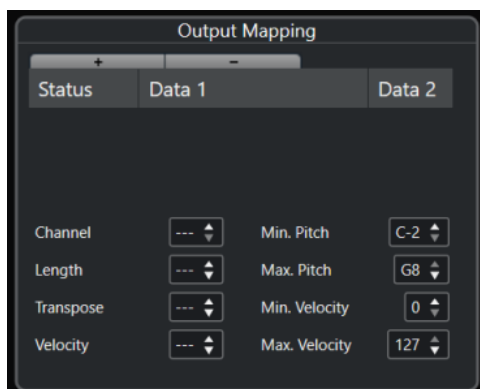 Output Mapping
+ −
Status Data 1 Data 2
Channel --- Min. Pitch C-2
Length --- Max. Pitch G8
Transpose --- Min. Velocity 0
Velocity --- Max. Velocity 127